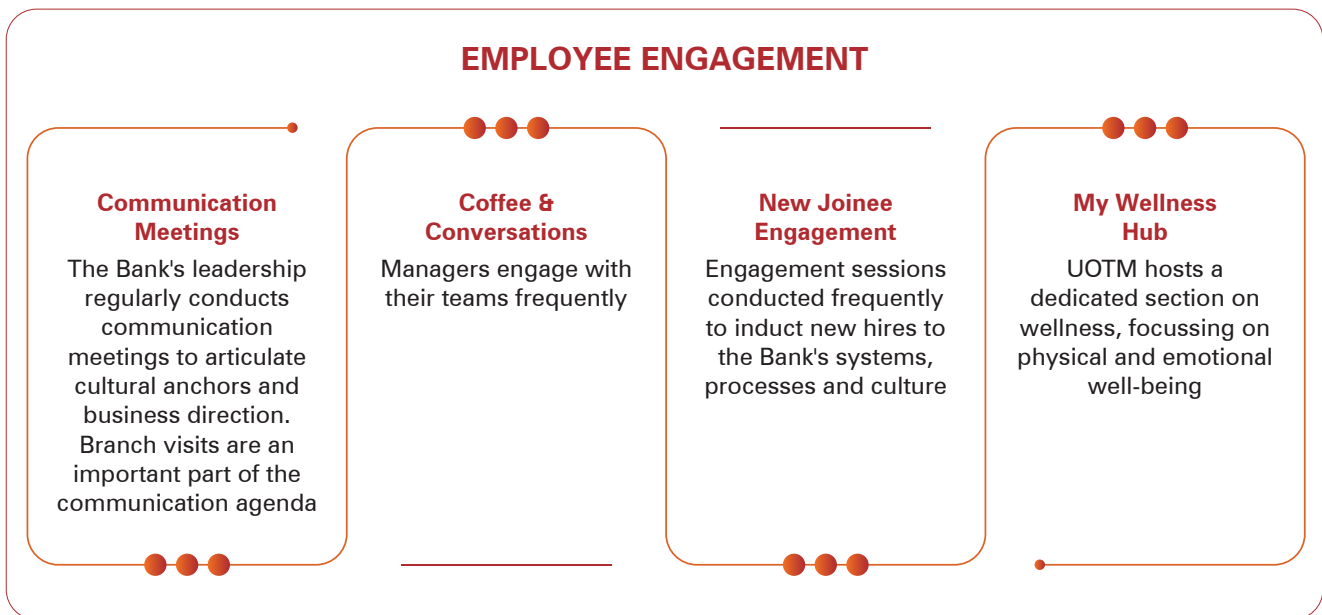 EMPLOYEE ENGAGEMENT
Communication
Meetings
The Bank's leadership
regularly conducts
communication
meetings to articulate
cultural anchors and
business direction.
Branch visits are an
important part of the
communication agenda
Coffee &
Conversations
Managers engage with
their teams frequently
New Joinee
Engagement
Engagement sessions
conducted frequently
to induct new hires to
the Bank's systems,
processes and culture
My Wellness
Hub
UOTM hosts a
dedicated section on
wellness, focussing on
physical and emotional
well-being